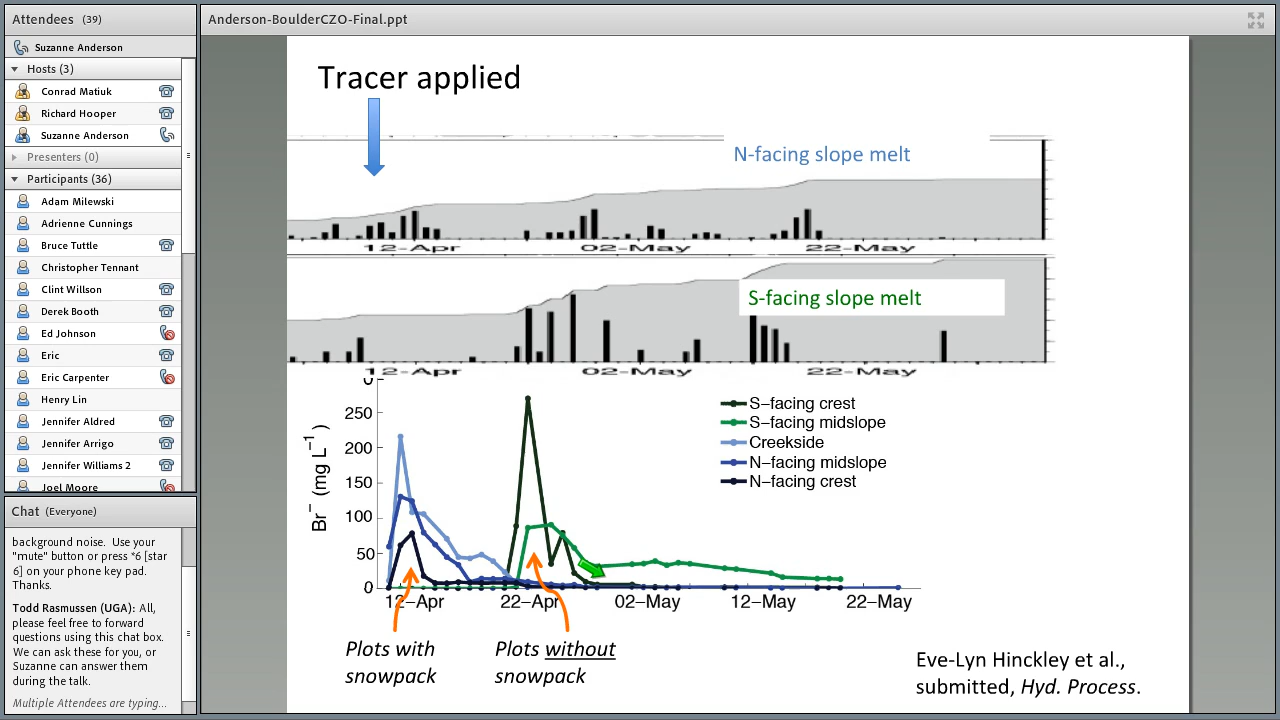 Attendees (39)
Suzanne Anderson
Hosts (3)
Conrad Matiuk
Richard Hooper
Suzanne Anderson
Presenters (0)
Participants (36)
Adam Milewski
Adrienne Cunnings
Bruce Tuttle
Christopher Tennant
Clint Willson
Derek Booth
Ed Johnson
Eric
Eric Carpenter
Henry Lin
Jennifer Aldred
Jennifer Arrigo
Jennifer Williams 2
Joel Moore
Chat (Everyone)
background noise. Use your
"mute" button or press *6 [star
6] on your phone key pad.
Thanks.
Todd Rasmussen (UGA): All,
please feel free to forward
questions using this chat box.
We can ask these for you, or
Suzanne can answer them
during the talk.
Multiple Attendees are typing...
Anderson-BoulderCZO-Final.ppt
Tracer applied
N-facing slope melt
12-Apr 02-May 22-May
S-facing slope melt
12-Apr 02-May 22-May
Br⁻ (mg L⁻¹)
250
200
150
100
50
0
12–Apr 22–Apr 02–May 12–May 22–May
S–facing crest
S–facing midslope
Creekside
N–facing midslope
N–facing crest
Plots with
snowpack
Plots without
snowpack
Eve-Lyn Hinckley et al.,
submitted, Hyd. Process.